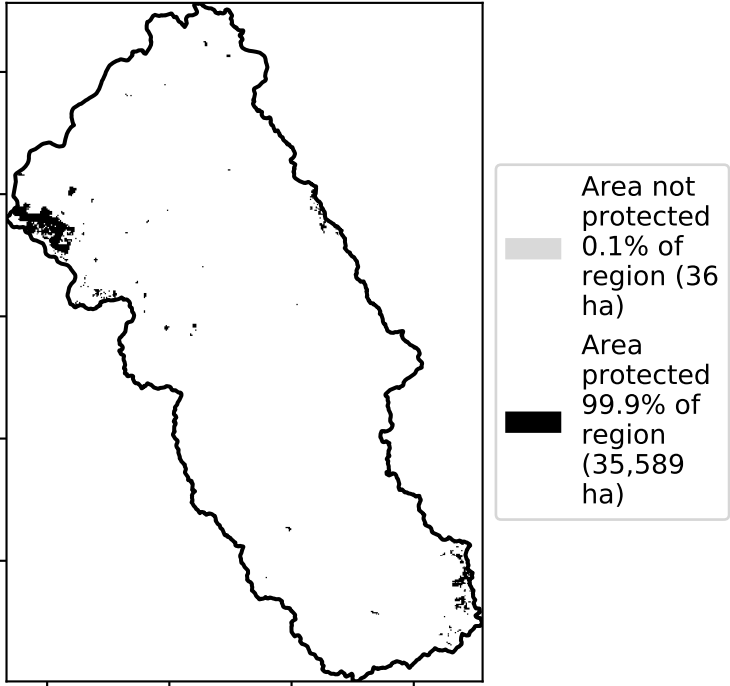 Area not
protected
0.1% of
region (36
ha)
Area
protected
99.9% of
region
(35,589
ha)